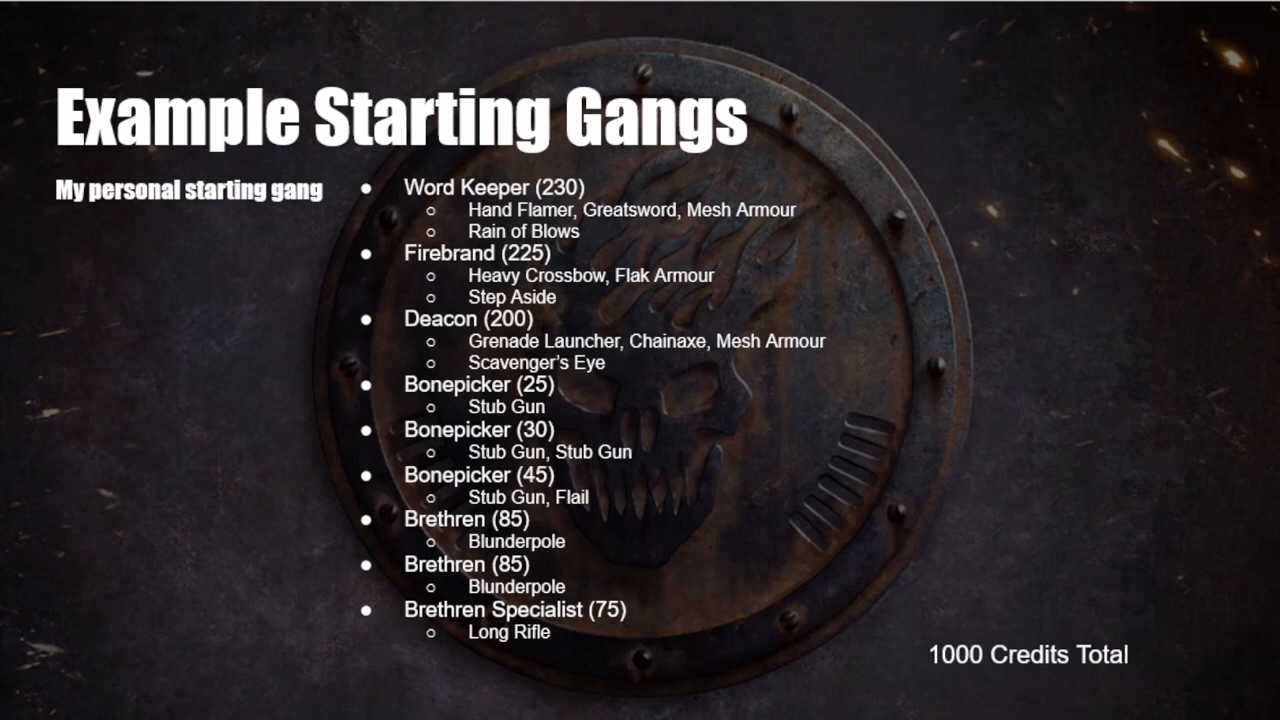 Example Starting Gangs
My personal starting gang
● Word Keeper (230)
○ Hand Flamer, Greatsword, Mesh Armour
○ Rain of Blows
● Firebrand (225)
○ Heavy Crossbow, Flak Armour
○ Step Aside
● Deacon (200)
○ Grenade Launcher, Chainaxe, Mesh Armour
○ Scavenger's Eye
● Bonepicker (25)
○ Stub Gun
● Bonepicker (30)
○ Stub Gun, Stub Gun
● Bonepicker (45)
○ Stub Gun, Flail
● Brethren (85)
○ Blunderpole
● Brethren (85)
○ Blunderpole
● Brethren Specialist (75)
○ Long Rifle
1000 Credits Total